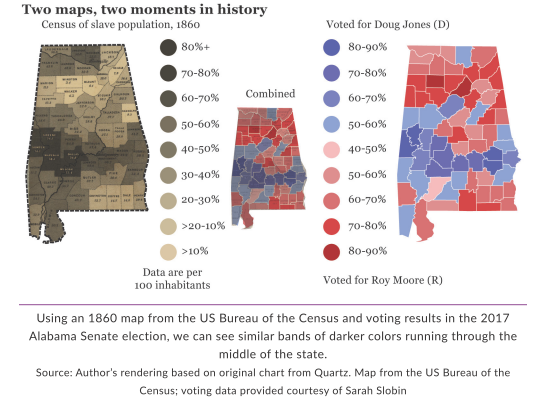 Two maps, two moments in history
Census of slave population, 1860
Voted for Doug Jones (D)
80%+
70-80%
60-70%
50-60%
40-50%
30-40%
20-30%
>20-10%
>10%
Data are per
100 inhabitants
Combined
80-90%
70-80%
60-70%
50-60%
40-50%
50-60%
60-70%
70-80%
80-90%
Voted for Roy Moore (R)
Using an 1860 map from the US Bureau of the Census and voting results in the 2017
Alabama Senate election, we can see similar bands of darker colors running through the
middle of the state.
Source: Author's rendering based on original chart from Quartz. Map from the US Bureau of the
Census; voting data provided courtesy of Sarah Slobin